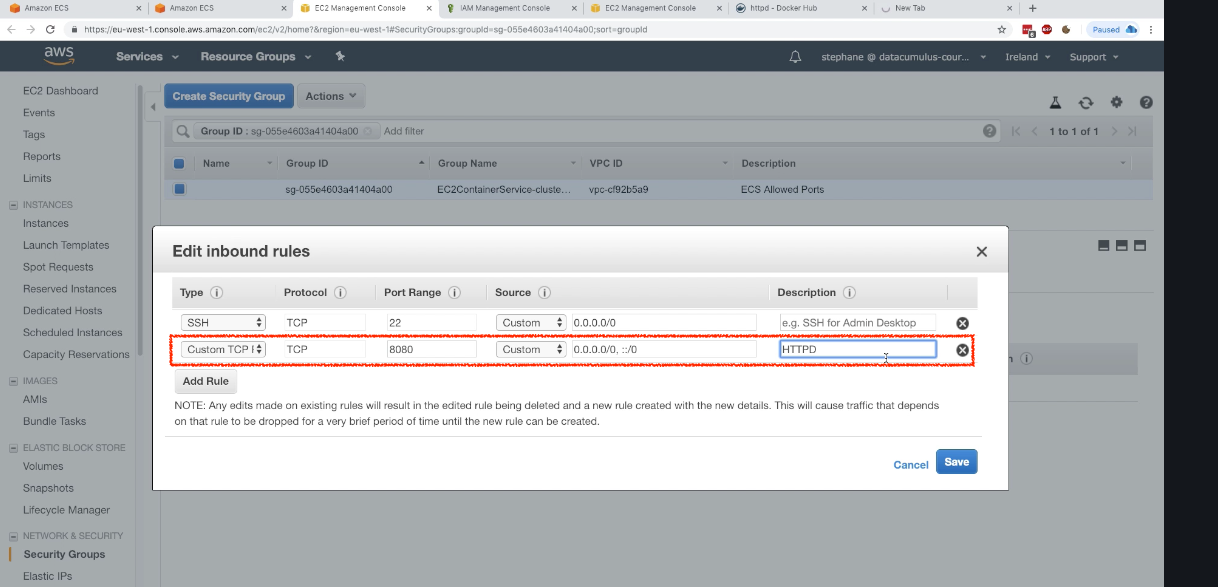 Amazon ECS
Amazon ECS
EC2 Management Console
IAM Management Console
EC2 Management Console
httpd - Docker Hub
New Tab
https://eu-west-1.console.aws.amazon.com/ec2/v2/home?&region=eu-west-1#SecurityGroups:groupId=sg-055e4603a41404a00;sort=groupId
Paused
aws
Services
Resource Groups
stephane @ datacumulus-cour...
Ireland
Support
EC2 Dashboard
Events
Tags
Reports
Limits
INSTANCES
Instances
Launch Templates
Spot Requests
Reserved Instances
Dedicated Hosts
Scheduled Instances
Capacity Reservations
IMAGES
AMIs
Bundle Tasks
ELASTIC BLOCK STORE
Volumes
Snapshots
Lifecycle Manager
NETWORK & SECURITY
Security Groups
Elastic IPs
Create Security Group
Actions
Group ID : sg-055e4603a41404a00
Add filter
1 to 1 of 1
Name Group ID Group Name VPC ID Description
sg-055e4603a41404a00 EC2ContainerService-cluste... vpc-cf92b5a9 ECS Allowed Ports
Edit inbound rules
Type Protocol Port Range Source Description
SSH TCP 22 Custom 0.0.0.0/0 e.g. SSH for Admin Desktop
Custom TCP TCP 8080 Custom 0.0.0.0/0, ::/0 HTTPD
Add Rule
NOTE: Any edits made on existing rules will result in the edited rule being deleted and a new rule created with the new details. This will cause traffic that depends
on that rule to be dropped for a very brief period of time until the new rule can be created.
Cancel
Save